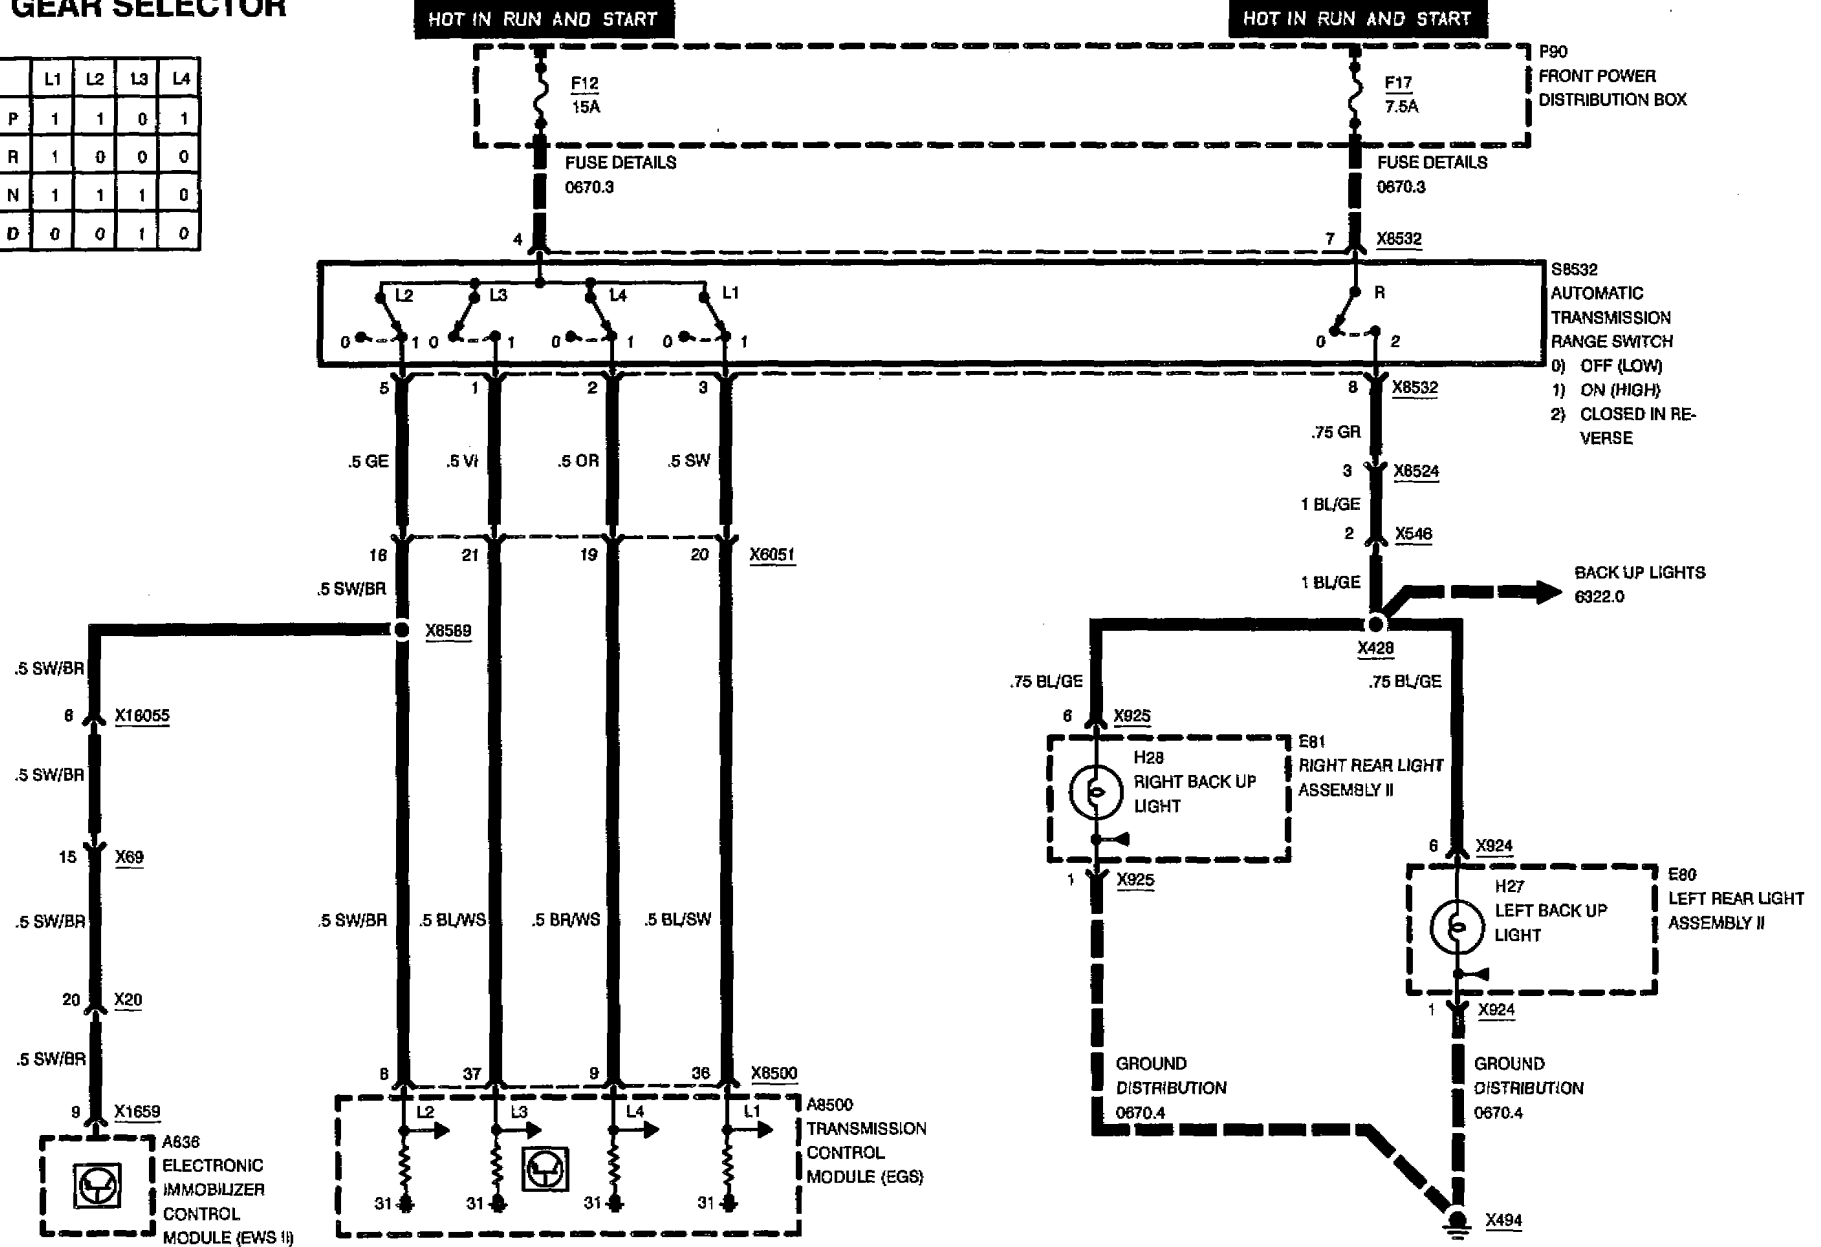 GEAR SELECTOR
HOT IN RUN AND START
HOT IN RUN AND START
L1 L2 L3 L4
P 1 1 0 1
R 1 0 0 0
N 1 1 1 0
D 0 0 1 0
F12
15A
F17
7.5A
P90
FRONT POWER
DISTRIBUTION BOX
FUSE DETAILS
0670.3
FUSE DETAILS
0670.3
4
7
X8532
L2
L3
L4
L1
R
0 1 0 1 0 1 0 1
0 2
S8532
AUTOMATIC
TRANSMISSION
RANGE SWITCH
0) OFF (LOW)
1) ON (HIGH)
2) CLOSED IN RE-
VERSE
5
1
2
3
8
X8532
.5 GE
.5 VI
.5 OR
.5 SW
.75 GR
3
X8524
1 BL/GE
2
X546
16
21
19
20
X6051
.5 SW/BR
1 BL/GE
BACK UP LIGHTS
6322.0
X8589
X428
.5 SW/BR
.75 BL/GE
.75 BL/GE
6
X16055
6
X925
.5 SW/BR
H28
RIGHT BACK UP
LIGHT
E81
RIGHT REAR LIGHT
ASSEMBLY II
15
X69
6
X924
1
X925
H27
LEFT BACK UP
LIGHT
E80
LEFT REAR LIGHT
ASSEMBLY II
.5 SW/BR
.5 SW/BR
.5 BL/WS
.5 BR/WS
.5 BL/SW
20
X20
1
X924
.5 SW/BR
GROUND
DISTRIBUTION
0670.4
GROUND
DISTRIBUTION
0670.4
8
37
9
36
X8500
9
X1659
L2
L3
L4
L1
A8500
TRANSMISSION
CONTROL
MODULE (EGS)
31
31
31
31
A836
ELECTRONIC
IMMOBILIZER
CONTROL
MODULE (EWS II)
X494